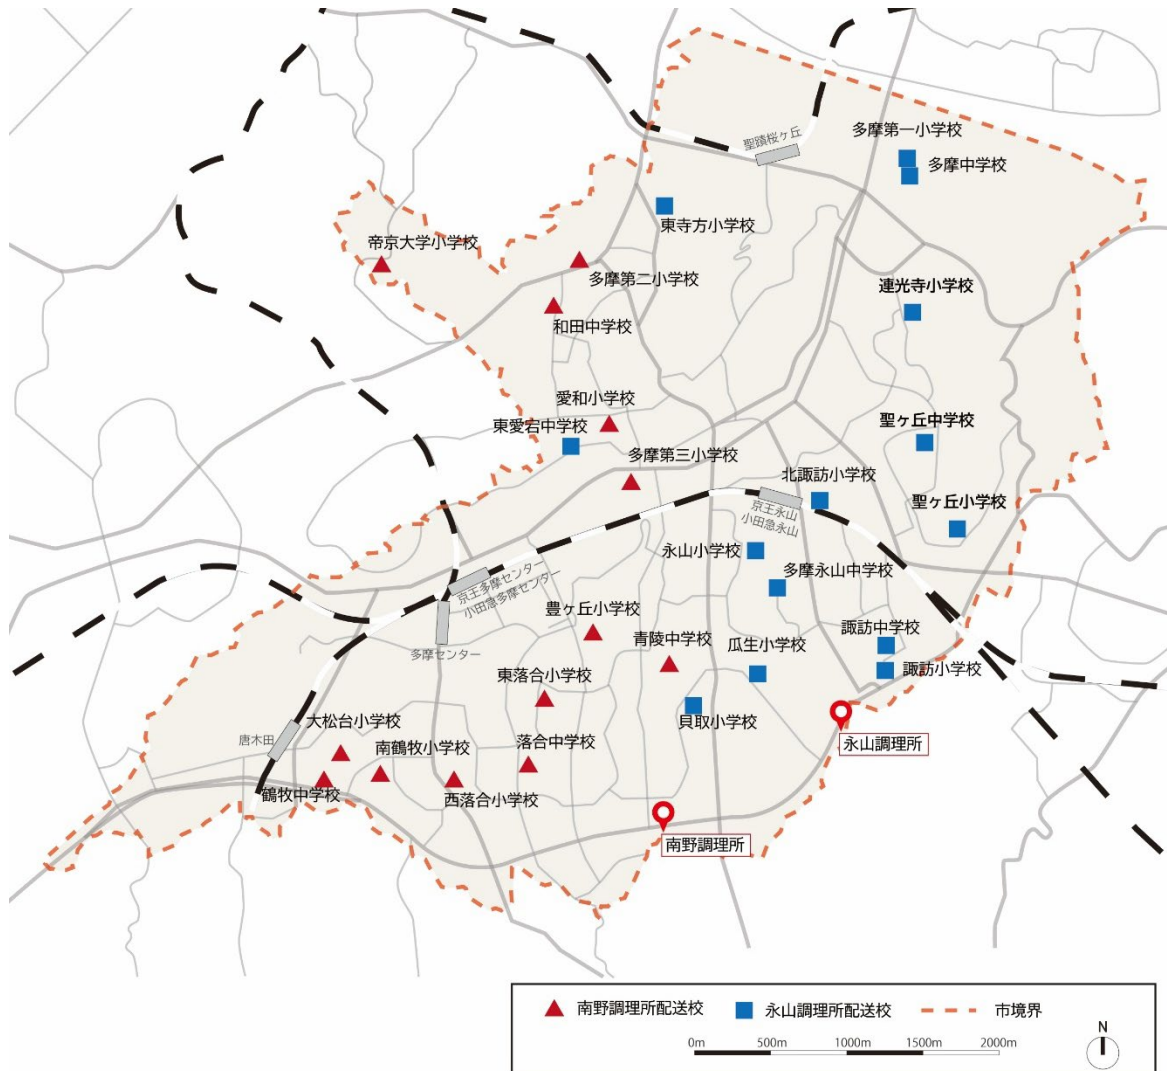 多摩第一小学校
聖蹟桜ヶ丘
多摩中学校
東寺方小学校
帝京大学小学校
多摩第二小学校
連光寺小学校
和田中学校
愛和小学校
東愛宕中学校
聖ヶ丘中学校
多摩第三小学校
北諏訪小学校
京王永山
小田急永山
聖ヶ丘小学校
永山小学校
多摩永山中学校
京王多摩センター
小田急多摩センター
豊ヶ丘小学校
青陵中学校
瓜生小学校
諏訪中学校
多摩センター
諏訪小学校
東落合小学校
貝取小学校
大松台小学校
唐木田
南鶴牧小学校
落合中学校
永山調理所
鶴牧中学校
西落合小学校
南野調理所
南野調理所配送校
永山調理所配送校
市境界
N
0m 500m 1000m 1500m 2000m